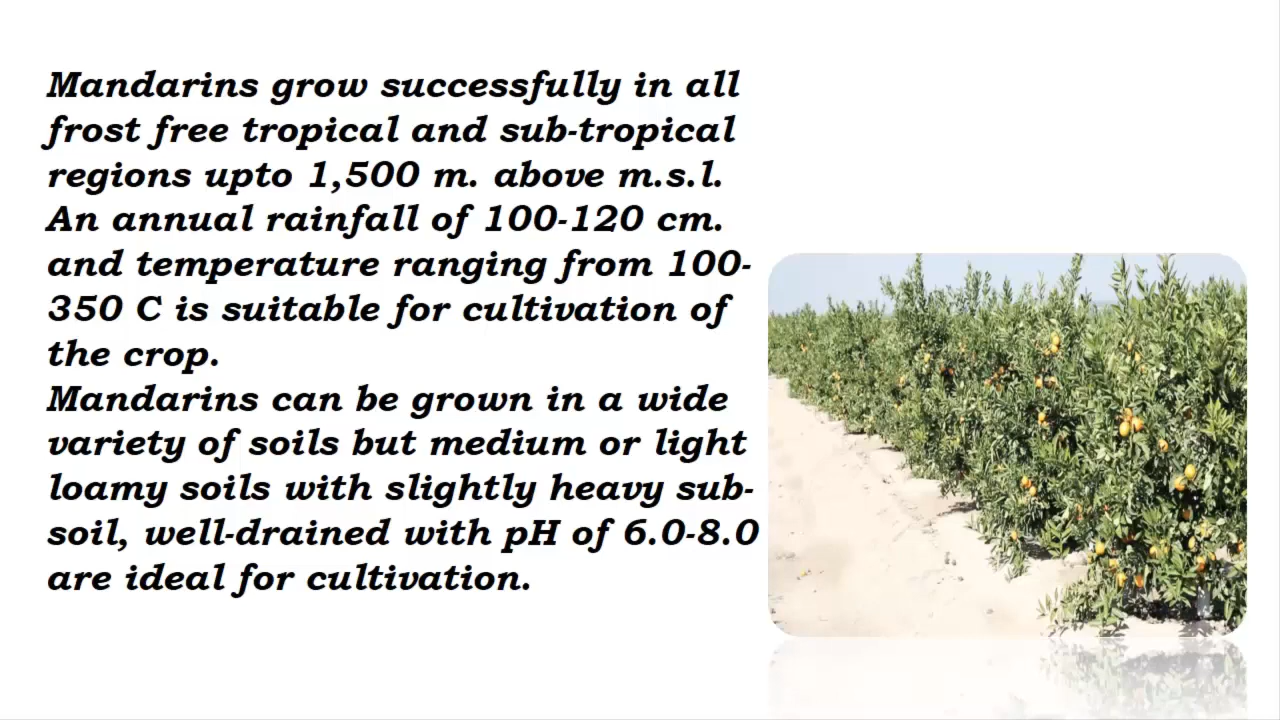 Mandarins grow successfully in all
frost free tropical and sub-tropical
regions upto 1,500 m. above m.s.l.
An annual rainfall of 100-120 cm.
and temperature ranging from 100-
350 C is suitable for cultivation of
the crop.
Mandarins can be grown in a wide
variety of soils but medium or light
loamy soils with slightly heavy sub-
soil, well-drained with pH of 6.0-8.0
are ideal for cultivation.